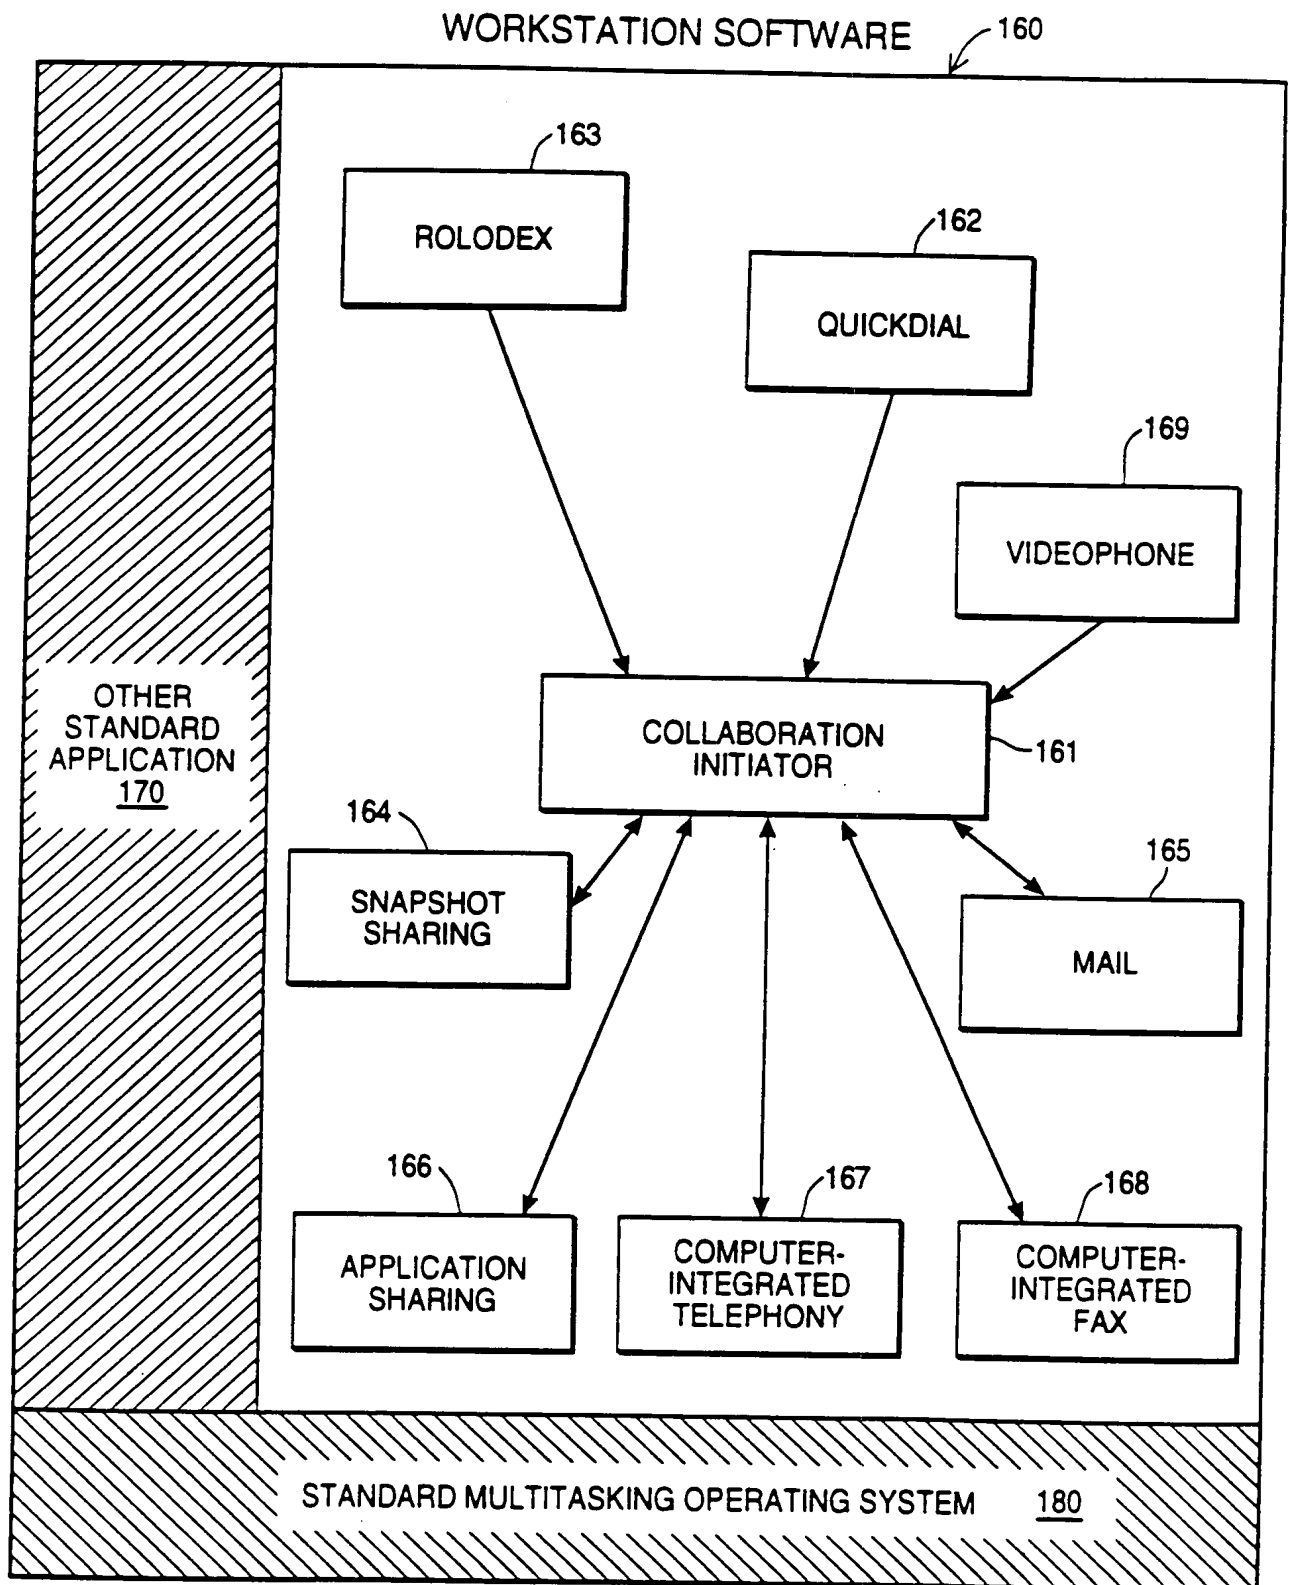 WORKSTATION SOFTWARE
160
163
ROLODEX
162
QUICKDIAL
169
VIDEOPHONE
COLLABORATION
INITIATOR
161
OTHER
STANDARD
APPLICATION
170
164
SNAPSHOT
SHARING
165
MAIL
166
APPLICATION
SHARING
167
COMPUTER-
INTEGRATED
TELEPHONY
168
COMPUTER-
INTEGRATED
FAX
STANDARD MULTITASKING OPERATING SYSTEM 180